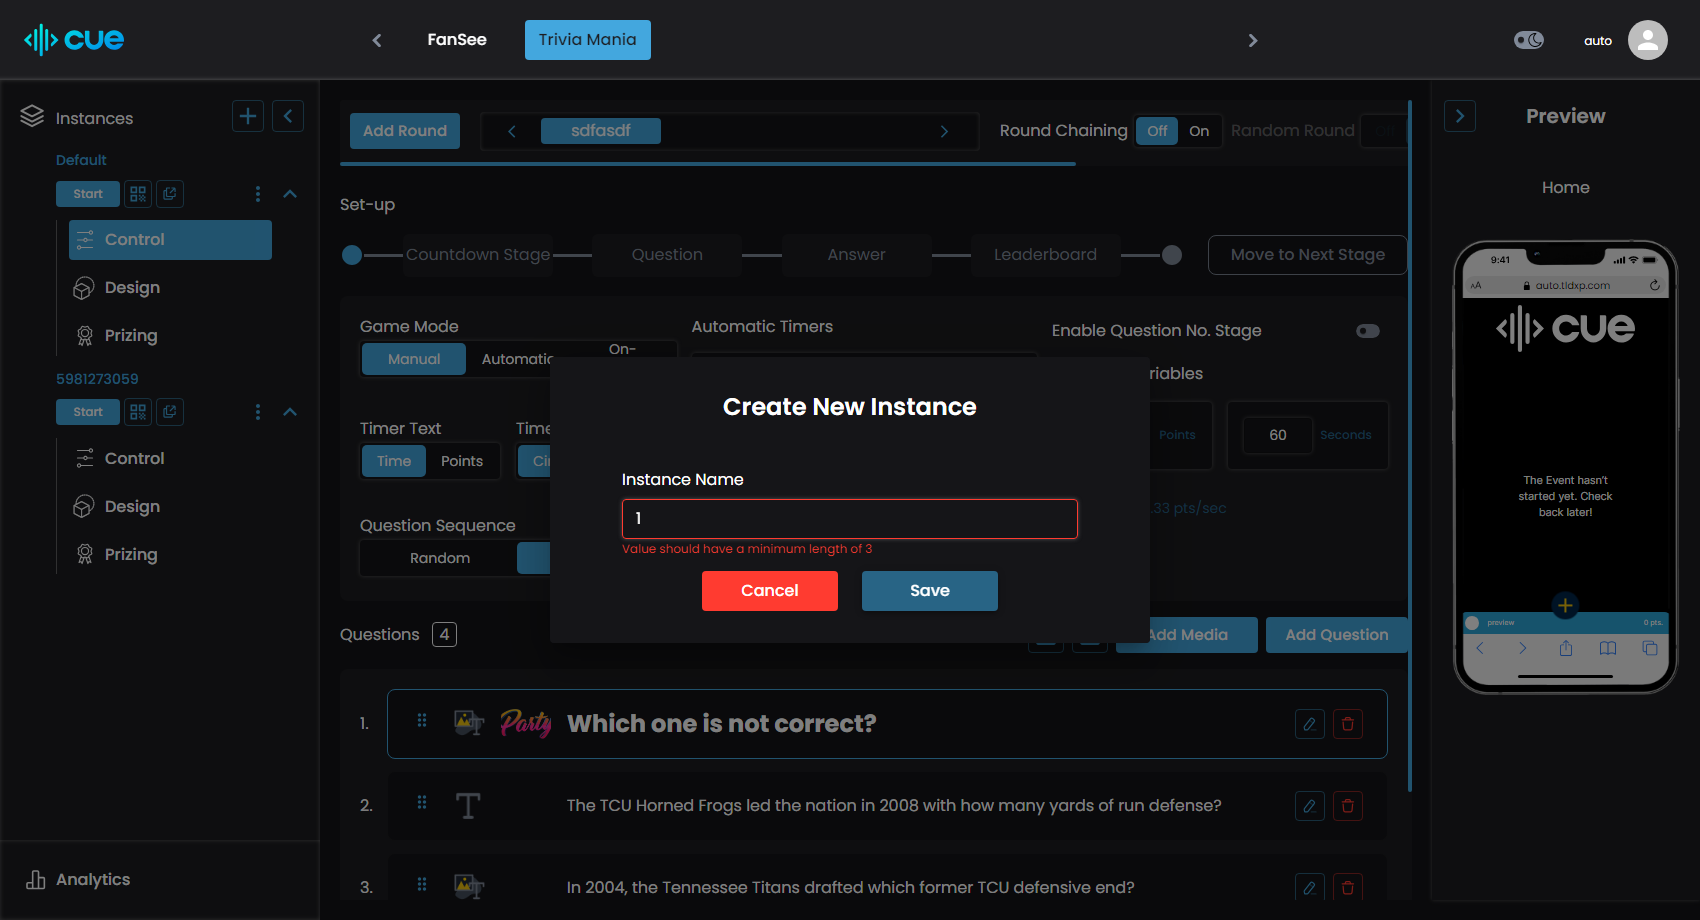 cue
FanSee
Trivia Mania
auto
Instances
Default
Start
Control
Design
Prizing
5981273059
Start
Control
Design
Prizing
Analytics
Add Round
sdfasdf
Round Chaining
Off
On
Random Round
Off
Set-up
Countdown Stage
Question
Answer
Leaderboard
Move to Next Stage
Game Mode
Manual
Automatic
On-
Automatic Timers
Enable Question No. Stage
riables
Timer Text
Time
Points
Time
Cir
Points
60
Seconds
.33 pts/sec
Question Sequence
Random
Create New Instance
Instance Name
1
Value should have a minimum length of 3
Cancel
Save
Questions
4
Add Media
Add Question
1.
Party
Which one is not correct?
2.
The TCU Horned Frogs led the nation in 2008 with how many yards of run defense?
3.
In 2004, the Tennessee Titans drafted which former TCU defensive end?
Preview
Home
9:41
AA
auto.tldxp.com
cue
The Event hasn't
started yet. Check
back later!
preview
0 pts.